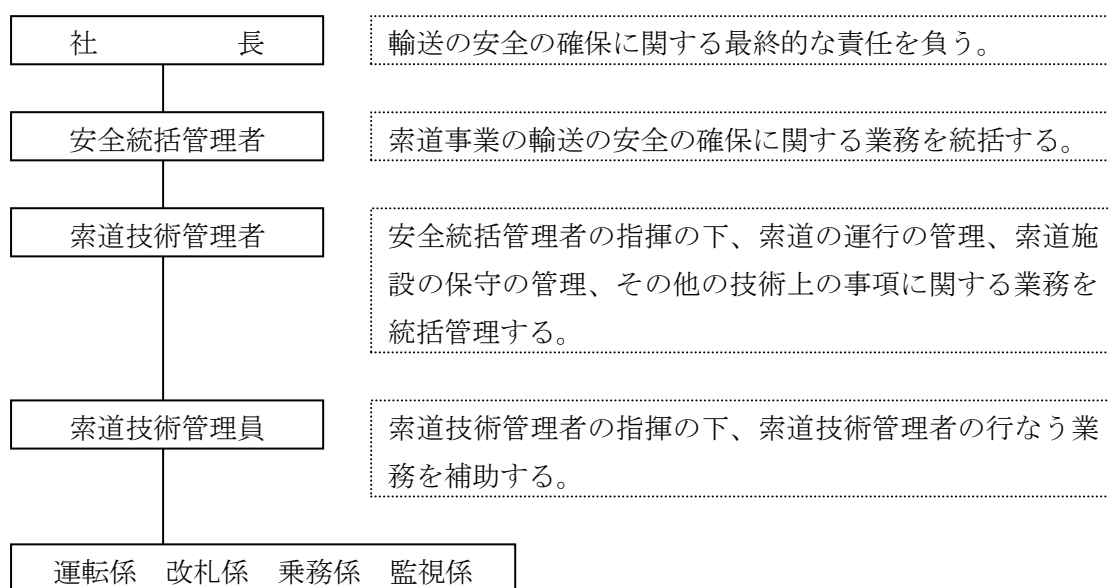 社　　　　　長
輸送の安全の確保に関する最終的な責任を負う。
安全統括管理者
索道事業の輸送の安全の確保に関する業務を統括する。
索道技術管理者
安全統括管理者の指揮の下、索道の運行の管理、索道施
設の保守の管理、その他の技術上の事項に関する業務を
統括管理する。
索道技術管理員
索道技術管理者の指揮の下、索道技術管理者の行なう業
務を補助する。
運転係　改札係　乗務係　監視係